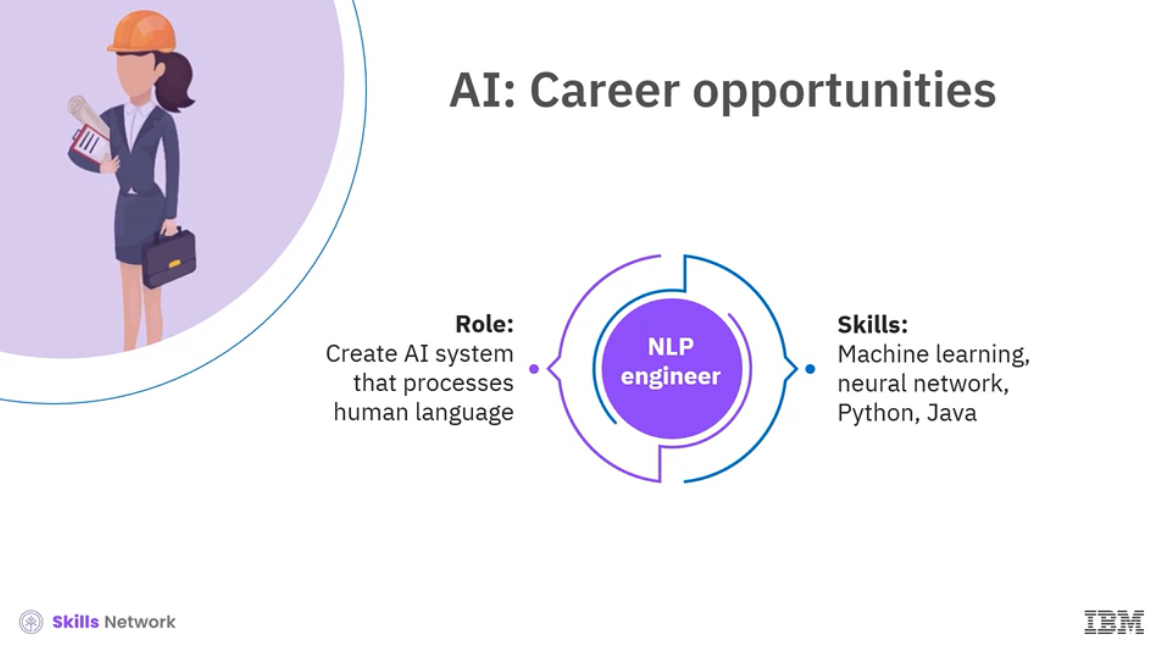 AI: Career opportunities
Role:
Create AI system
that processes
human language
NLP
engineer
Skills:
Machine learning,
neural network,
Python, Java
Skills Network
IBM